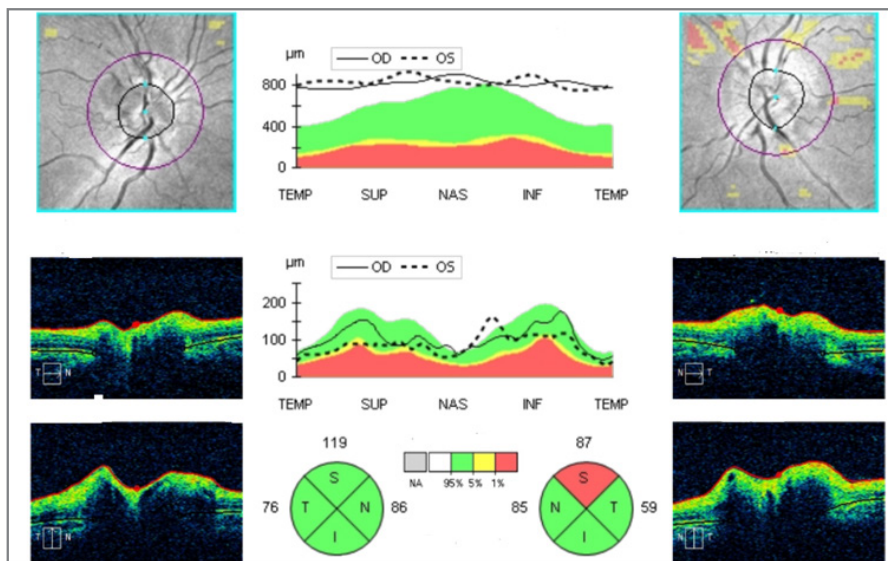 µm
OD
OS
800
400
0
TEMP
SUP
NAS
INF
TEMP
µm
OD
OS
200
100
0
TEMP
SUP
NAS
INF
TEMP
T
N
N
T
119
S
T
N
I
76
86
NA
95%
5%
1%
87
S
N
T
I
85
59
T
N
N
T